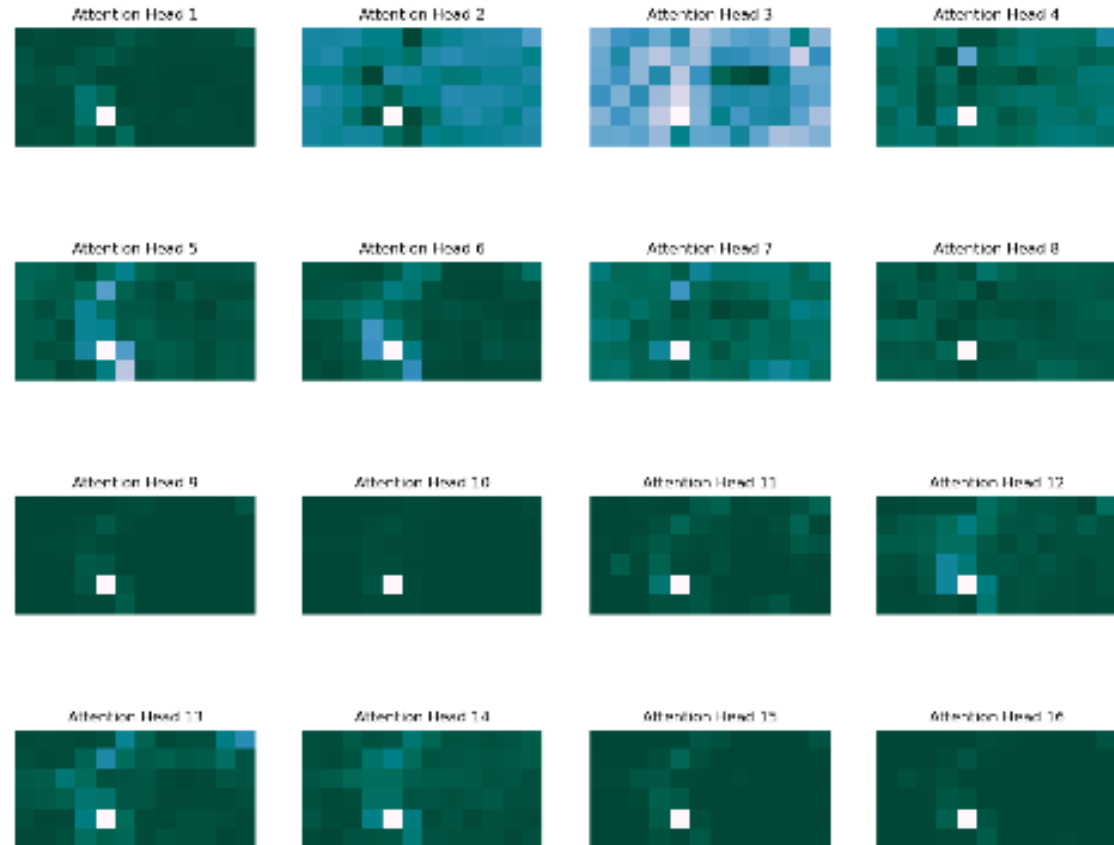 Attention Head 1
Attention Head 2
Attention Head 3
Attention Head 4
Attention Head 5
Attention Head 6
Attention Head 7
Attention Head 8
Attention Head 9
Attention Head 10
Attention Head 11
Attention Head 12
Attention Head 13
Attention Head 14
Attention Head 15
Attention Head 16